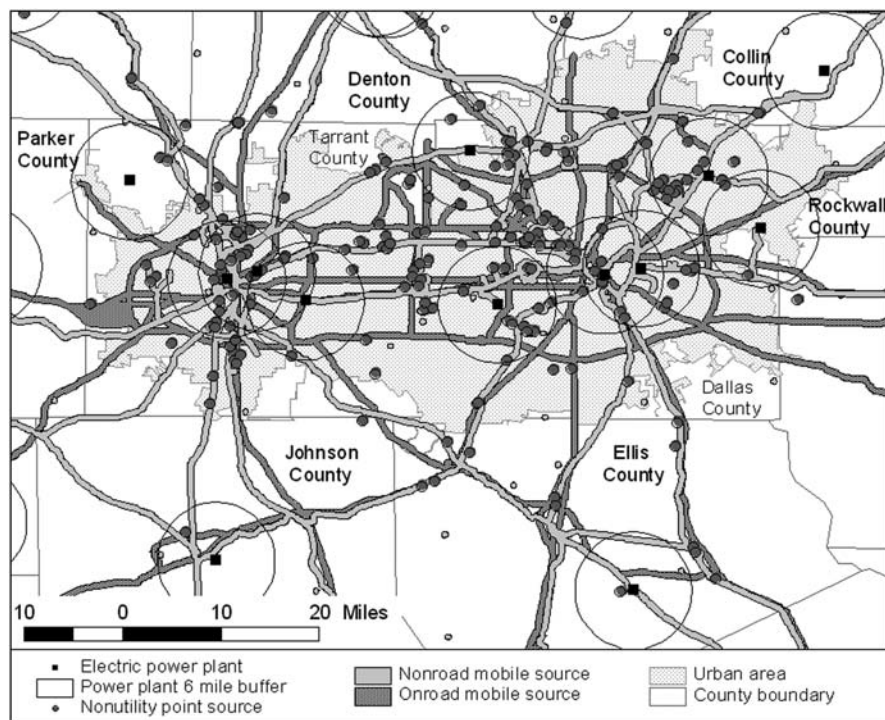 Collin
County
Denton
County
Parker
County
Tarrant
County
Rockwall
County
Dallas
County
Johnson
County
Ellis
County
10 0 10 20 Miles
Electric power plant
Power plant 6 mile buffer
Nonutility point source
Nonroad mobile source
Onroad mobile source
Urban area
County boundary